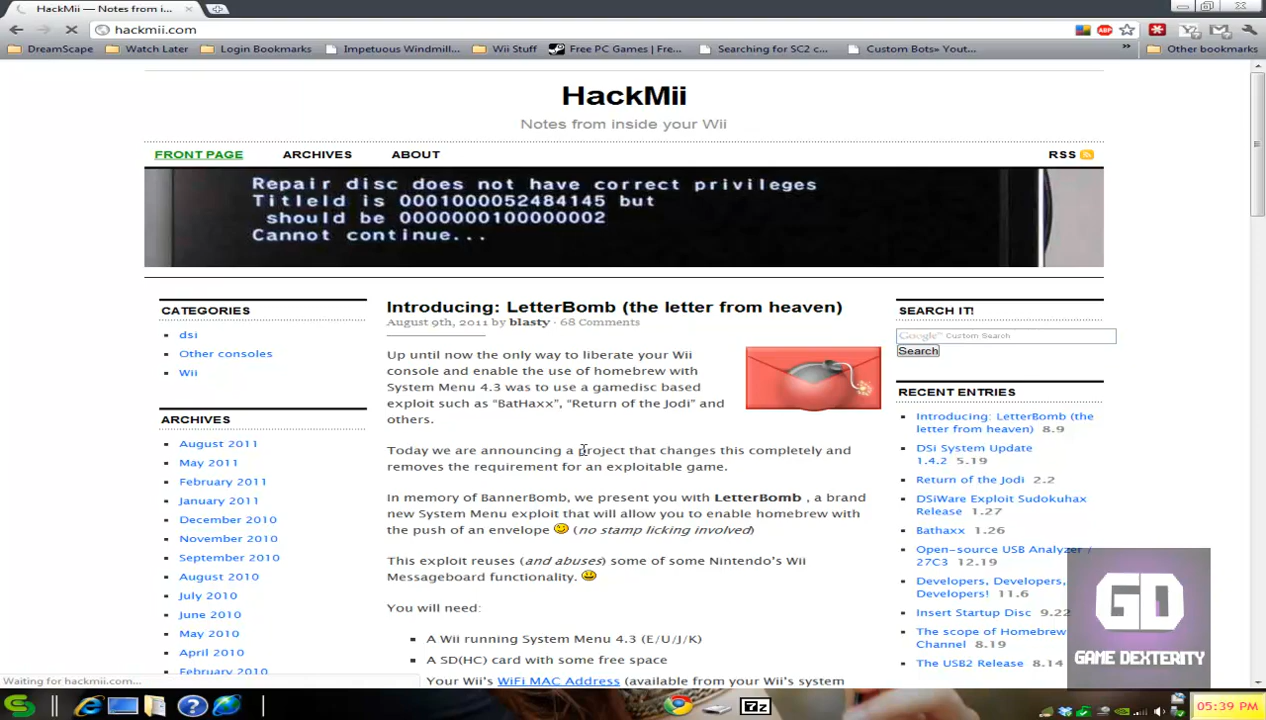 HackMii — Notes from i
hackmii.com
DreamScape Watch Later Login Bookmarks Impetuous Windmill... Wii Stuff Free PC Games | Fre... Searching for SC2 c... Custom Bots= Yout... Other bookmarks
HackMii
Notes from inside your Wii
FRONT PAGE ARCHIVES ABOUT RSS
Repair disc does not have correct privileges
TitleId is 0001000052484145 but
should be 0000000100000002
Cannot continue...
CATEGORIES
dsi
Other consoles
Wii
ARCHIVES
August 2011
May 2011
February 2011
January 2011
December 2010
November 2010
September 2010
August 2010
July 2010
June 2010
May 2010
April 2010
February 2010
Introducing: LetterBomb (the letter from heaven)
August 9th, 2011 by blasty · 68 Comments
Up until now the only way to liberate your Wii
console and enable the use of homebrew with
System Menu 4.3 was to use a gamedisc based
exploit such as “BatHaxx”, “Return of the Jodi” and
others.
Today we are announcing a project that changes this completely and
removes the requirement for an exploitable game.
In memory of BannerBomb, we present you with LetterBomb , a brand
new System Menu exploit that will allow you to enable homebrew with
the push of an envelope (no stamp licking involved)
This exploit reuses (and abuses) some of some Nintendo’s Wii
Messageboard functionality.
You will need:
A Wii running System Menu 4.3 (E/U/J/K)
A SD(HC) card with some free space
Your Wii’s WiFi MAC Address (available from your Wii’s system
SEARCH IT!
Google™ Custom Search
Search
RECENT ENTRIES
Introducing: LetterBomb (the
letter from heaven) 8.9
DSi System Update
1.4.2 5.19
Return of the Jodi 2.2
DSiWare Exploit Sudokuhax
Release 1.27
Bathaxx 1.26
Open-source USB Analyzer /
27C3 12.19
Developers, Developers,
Developers! 11.6
Insert Startup Disc 9.22
The scope of Homebrew
Channel 8.19
The USB2 Release 8.14
GD
GAME DEXTERITY
Waiting for hackmii.com...
7z
05:39 PM